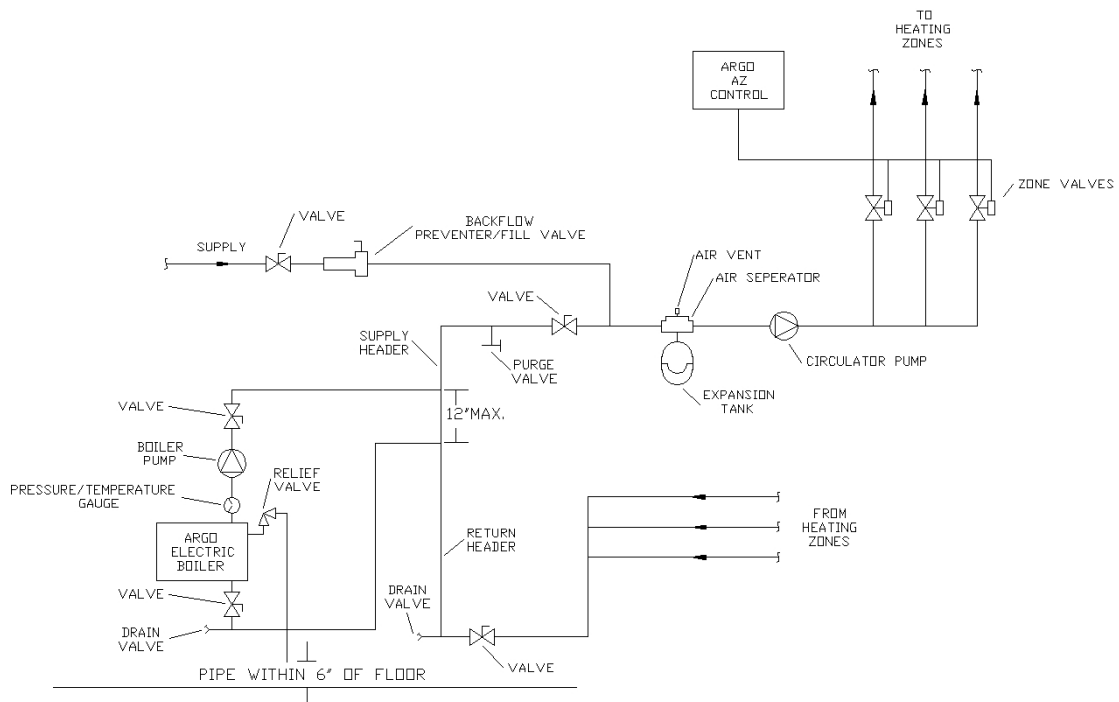 TO
HEATING
ZONES
ARGO
AZ
CONTROL
ZONE VALVES
VALVE
BACKFLOW
PREVENTER/FILL VALVE
SUPPLY
AIR VENT
AIR SEPERATOR
VALVE
SUPPLY
HEADER
PURGE
VALVE
CIRCULATOR PUMP
EXPANSION
TANK
VALVE
12"MAX.
BOILER
PUMP
RELIEF
VALVE
PRESSURE/TEMPERATURE
GAUGE
FROM
HEATING
ZONES
ARGO
ELECTRIC
BOILER
RETURN
HEADER
VALVE
DRAIN
VALVE
DRAIN
VALVE
VALVE
PIPE WITHIN 6" OF FLOOR